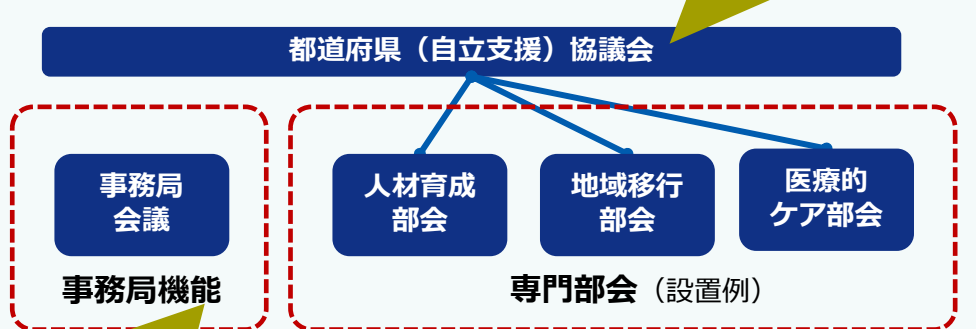 都道府県（自立支援）協議会
事務局
会議
人材育成
部会
地域移行
部会
医療的
ケア部会
事務局機能
専門部会（設置例）